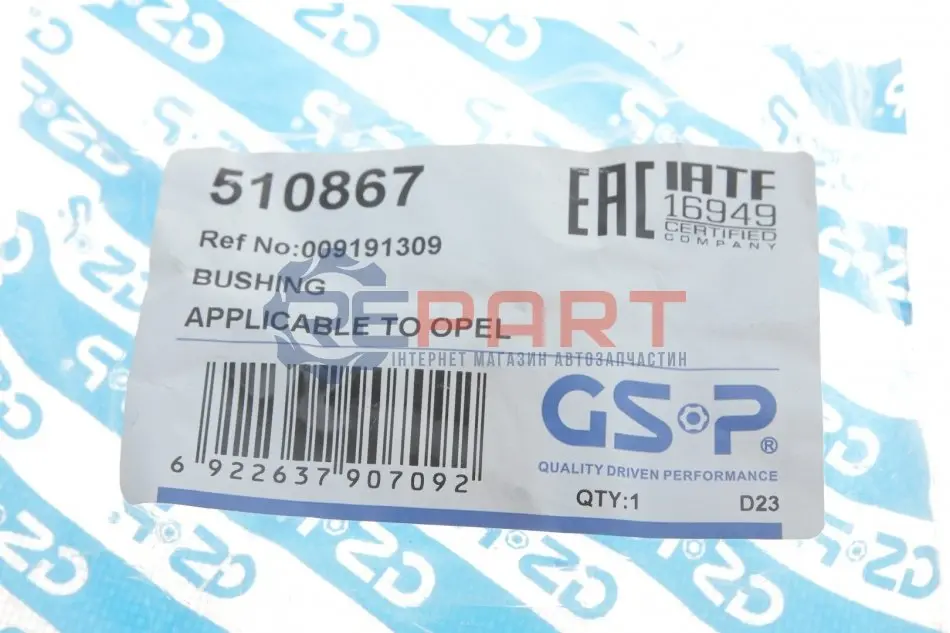 510867
EAC
IATF
16949
CERTIFIED
COMPANY
Ref No:009191309
BUSHING
APPLICABLE TO OPEL
REPART
ІНТЕРНЕТ МАГАЗИН АВТОЗАПЧАСТИН
6 922637 907092
GSP®
QUALITY DRIVEN PERFORMANCE
QTY:1
D23